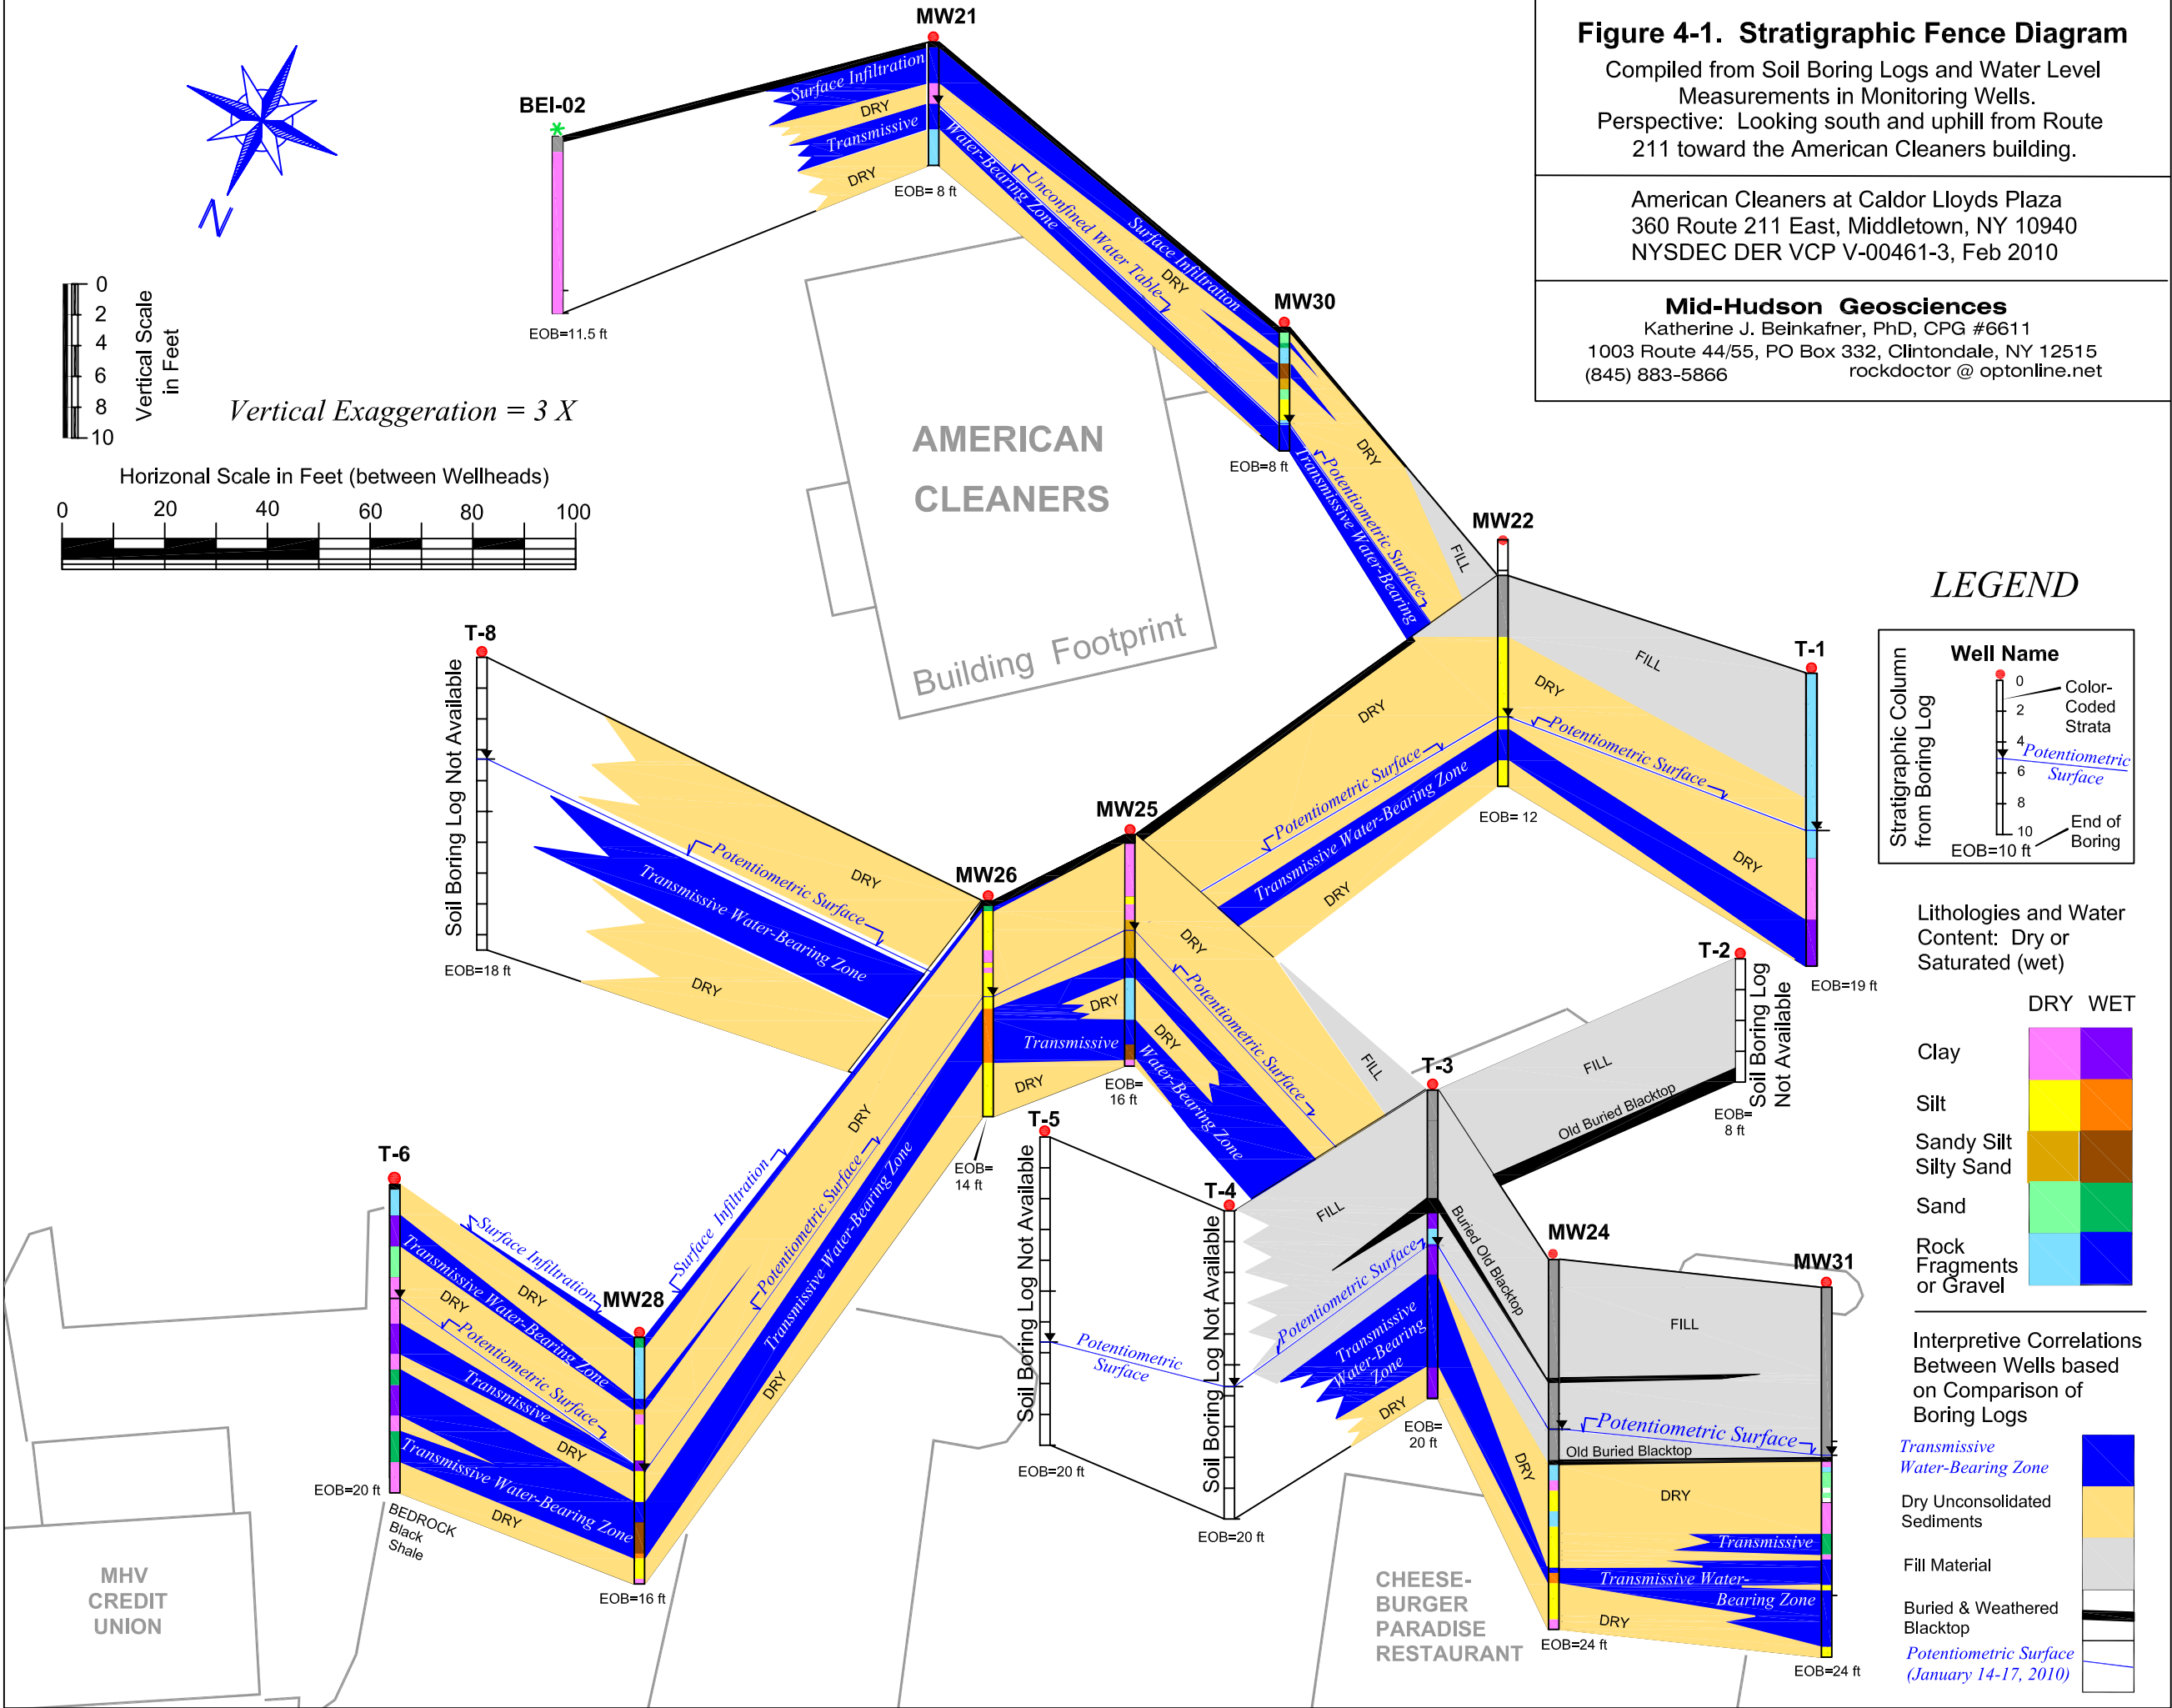 Figure 4-1. Stratigraphic Fence Diagram
Compiled from Soil Boring Logs and Water Level
Measurements in Monitoring Wells.
Perspective: Looking south and uphill from Route
211 toward the American Cleaners building.
American Cleaners at Caldor Lloyds Plaza
360 Route 211 East, Middletown, NY 10940
NYSDEC DER VCP V-00461-3, Feb 2010
Mid-Hudson Geosciences
Katherine J. Beinkafner, PhD, CPG #6611
1003 Route 44/55, PO Box 332, Clintondale, NY 12515
(845) 883-5866 rockdoctor @ optonline.net
N
0
2
4
6
8
10
Vertical Scale
in Feet
Vertical Exaggeration = 3 X
Horizonal Scale in Feet (between Wellheads)
0 20 40 60 80 100
BEI-02
EOB=11.5 ft
MW21
Surface Infiltration
DRY
Transmissive
DRY
EOB= 8 ft
Water-Bearing Zone
Unconfined Water Table
DRY
Surface Infiltration
MW30
EOB=8 ft
DRY
Potentiometric Surface
Transmissive Water-Bearing
FILL
AMERICAN
CLEANERS
Building Footprint
MW22
EOB= 12
FILL
DRY
Potentiometric Surface
DRY
T-1
EOB=19 ft
DRY
Potentiometric Surface
Transmissive Water-Bearing Zone
DRY
T-8
Soil Boring Log Not Available
EOB=18 ft
DRY
Potentiometric Surface
Transmissive Water-Bearing Zone
DRY
MW26
EOB=
14 ft
MW25
EOB=
16 ft
DRY
Transmissive
DRY
DRY
Potentiometric Surface
DRY
Water-Bearing Zone
FILL
T-2
Soil Boring Log
Not Available
EOB=
8 ft
FILL
Old Buried Blacktop
T-3
EOB=
20 ft
FILL
Potentiometric Surface
Transmissive
Water-Bearing
Zone
DRY
Buried Old Blacktop
DRY
T-4
Soil Boring Log Not Available
EOB=20 ft
T-5
Soil Boring Log Not Available
EOB=20 ft
Potentiometric
Surface
T-6
EOB=20 ft
BEDROCK
Black
Shale
Surface Infiltration
DRY
Transmissive Water-Bearing Zone
DRY
Potentiometric Surface
Transmissive
DRY
Transmissive Water-Bearing Zone
DRY
MW28
EOB=16 ft
Surface Infiltration
DRY
Potentiometric Surface
Transmissive Water-Bearing Zone
DRY
MW24
EOB=24 ft
MW31
EOB=24 ft
FILL
Potentiometric Surface
Old Buried Blacktop
DRY
Transmissive
Transmissive Water-
Bearing Zone
DRY
MHV
CREDIT
UNION
CHEESE-
BURGER
PARADISE
RESTAURANT
LEGEND
Stratigraphic Column
from Boring Log
Well Name
0
2
4
6
8
10
Color-
Coded
Strata
Potentiometric
Surface
End of
Boring
EOB=10 ft
Lithologies and Water
Content: Dry or
Saturated (wet)
DRY WET
Clay
Silt
Sandy Silt
Silty Sand
Sand
Rock
Fragments
or Gravel
Interpretive Correlations
Between Wells based
on Comparison of
Boring Logs
Transmissive
Water-Bearing Zone
Dry Unconsolidated
Sediments
Fill Material
Buried & Weathered
Blacktop
Potentiometric Surface
(January 14-17, 2010)